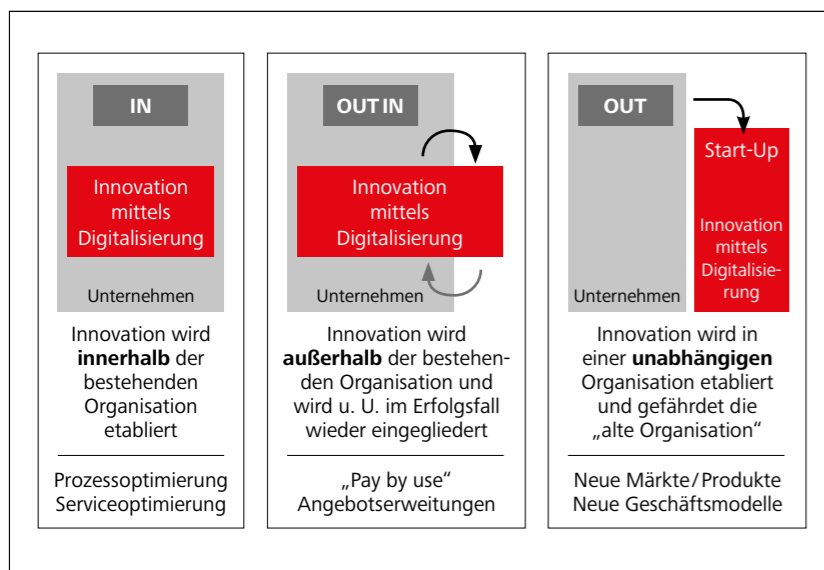 IN
Innovation
mittels
Digitalisierung
Unternehmen
Innovation wird
innerhalb der
bestehenden
Organisation
etabliert
Prozessoptimierung
Serviceoptimierung
OUT IN
Innovation
mittels
Digitalisierung
Unternehmen
Innovation wird
außerhalb der bestehen-
den Organisation und
wird u. U. im Erfolgsfall
wieder eingegliedert
„Pay by use“
Angebotserweitungen
OUT
Start-Up
Innovation
mittels
Digitalisie-
rung
Unternehmen
Innovation wird in
einer unabhängigen
Organisation etabliert
und gefährdet die
„alte Organisation“
Neue Märkte/Produkte
Neue Geschäftsmodelle